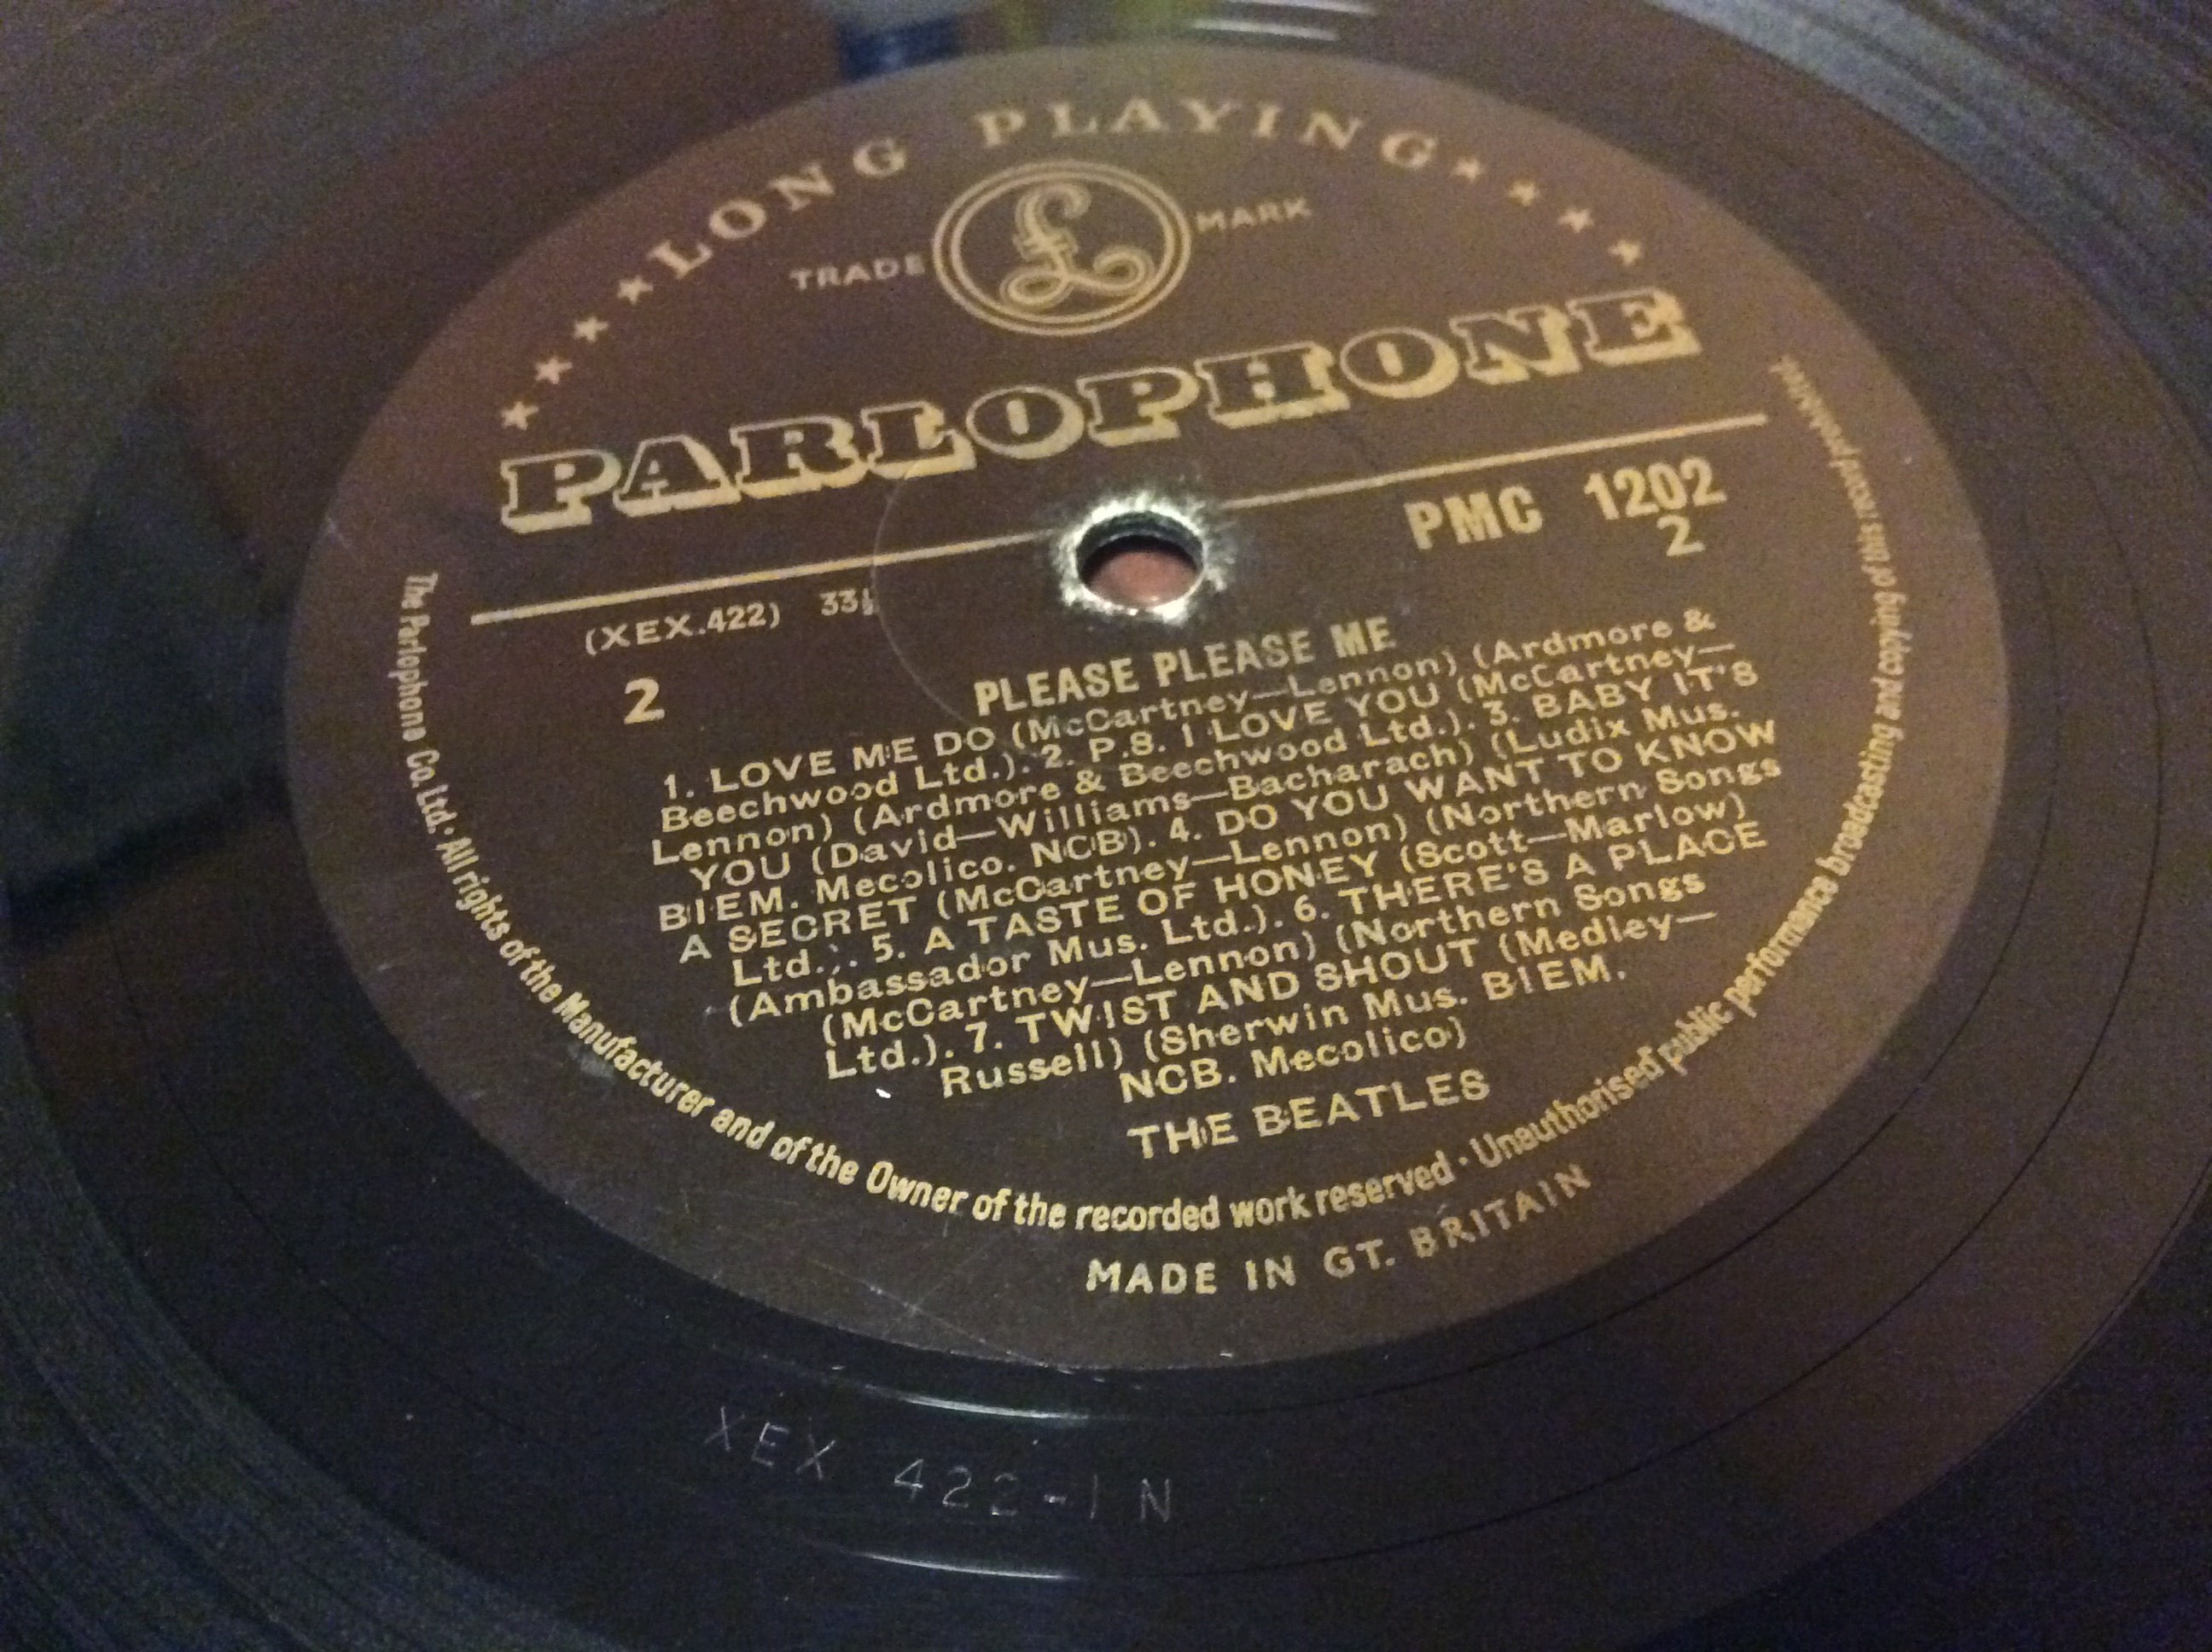 ★★★★LONG PLAYING★★★★
TRADE £ MARK
PARLOPHONE
PMC 1202
(XEX.422) 33⅓
2
2
PLEASE PLEASE ME
1. LOVE ME DO (McCartney—Lennon) (Ardmore &
Beechwood Ltd.). 2. P.S. I LOVE YOU (McCartney—
Lennon) (Ardmore & Beechwood Ltd.). 3. BABY IT'S
YOU (David—Williams—Bacharach) (Ludix Mus.
BIEM. Mecolico. NCB). 4. DO YOU WANT TO KNOW
A SECRET (McCartney—Lennon) (Northern Songs
Ltd.). 5. A TASTE OF HONEY (Scott—Marlow)
(Ambassador Mus. Ltd.). 6. THERE'S A PLACE
(McCartney—Lennon) (Northern Songs
Ltd.). 7. TWIST AND SHOUT (Medley—
Russell) (Sherwin Mus. BIEM.
NCB. Mecolico)
THE BEATLES
The Parlophone Co. Ltd. · All rights of the Manufacturer and of the Owner of the recorded work reserved · Unauthorised public performance broadcasting and copying of this record prohibited.
MADE IN GT. BRITAIN
XEX 422-1 N